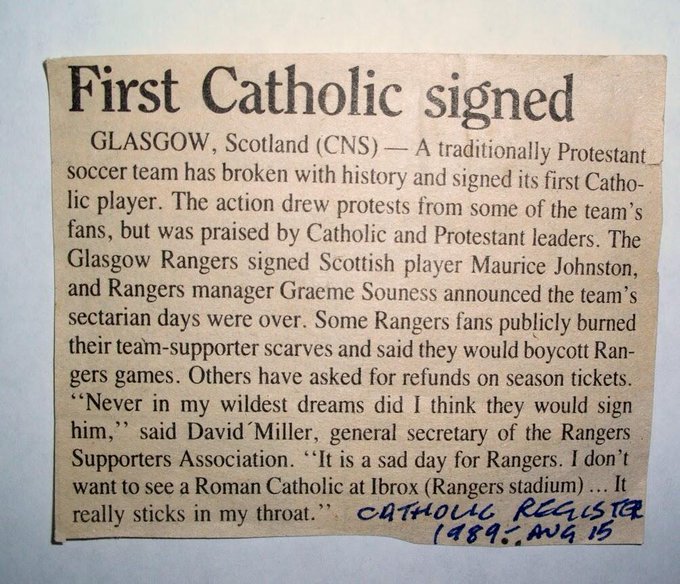 First Catholic signed
GLASGOW, Scotland (CNS) — A traditionally Protestant
soccer team has broken with history and signed its first Catho-
lic player. The action drew protests from some of the team's
fans, but was praised by Catholic and Protestant leaders. The
Glasgow Rangers signed Scottish player Maurice Johnston,
and Rangers manager Graeme Souness announced the team's
sectarian days were over. Some Rangers fans publicly burned
their team-supporter scarves and said they would boycott Ran-
gers games. Others have asked for refunds on season tickets.
“Never in my wildest dreams did I think they would sign
him,” said David Miller, general secretary of the Rangers
Supporters Association. “It is a sad day for Rangers. I don't
want to see a Roman Catholic at Ibrox (Rangers stadium) ... It
really sticks in my throat.” CATHOLIC REGISTER
1989- AUG 15